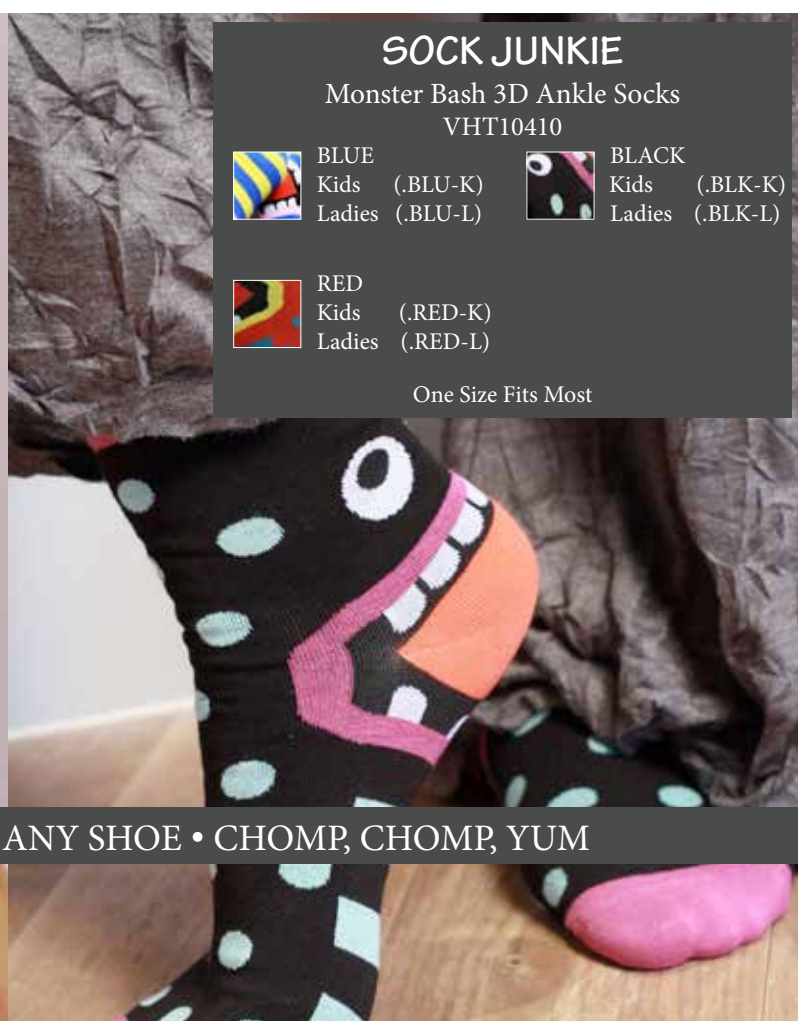 SOCK JUNKIE
Monster Bash 3D Ankle Socks
VHT10410
BLUE
Kids (.BLU-K)
Ladies (.BLU-L)
BLACK
Kids (.BLK-K)
Ladies (.BLK-L)
RED
Kids (.RED-K)
Ladies (.RED-L)
One Size Fits Most
ANY SHOE • CHOMP, CHOMP, YUM